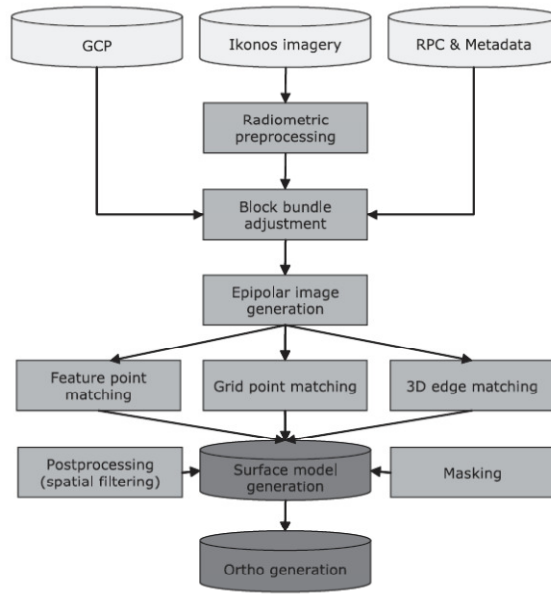 GCP
Ikonos imagery
RPC & Metadata
Radiometric
preprocessing
Block bundle
adjustment
Epipolar image
generation
Feature point
matching
Grid point matching
3D edge matching
Postprocessing
(spatial filtering)
Surface model
generation
Masking
Ortho generation